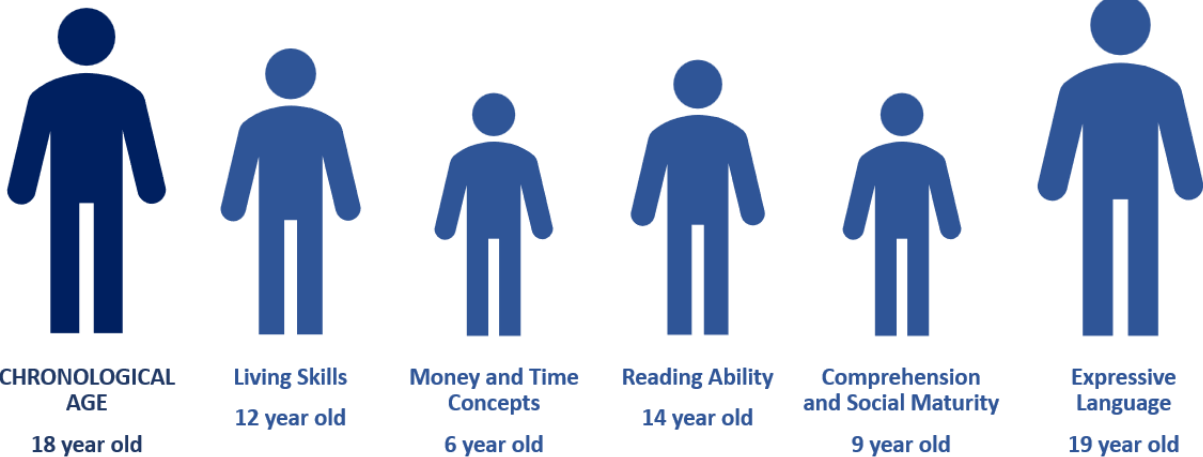 CHRONOLOGICAL
AGE
18 year old
Living Skills
12 year old
Money and Time
Concepts
6 year old
Reading Ability
14 year old
Comprehension
and Social Maturity
9 year old
Expressive
Language
19 year old